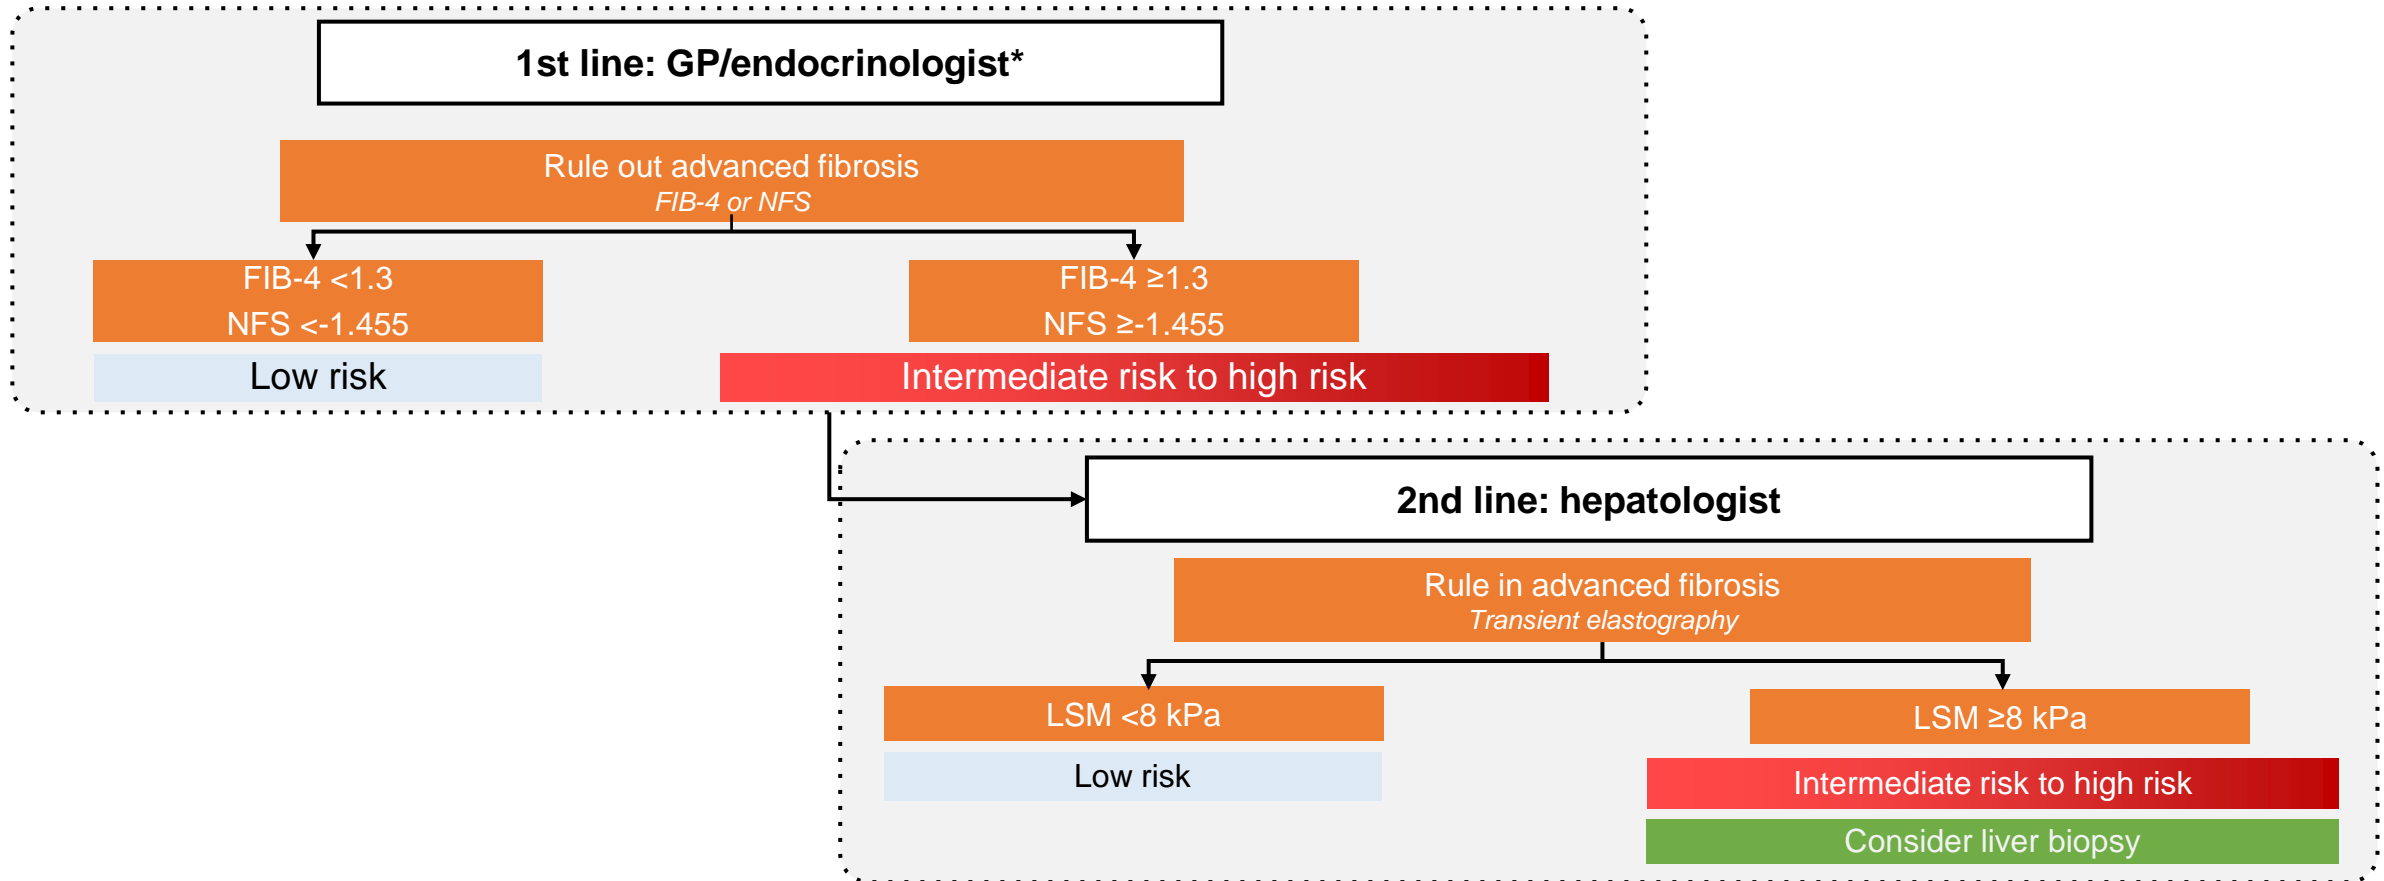 1st line: GP/endocrinologist*
Rule out advanced fibrosis
FIB-4 or NFS
FIB-4 <1.3
NFS <-1.455
Low risk
FIB-4 ≥1.3
NFS ≥-1.455
Intermediate risk to high risk
2nd line: hepatologist
Rule in advanced fibrosis
Transient elastography
LSM <8 kPa
Low risk
LSM ≥8 kPa
Intermediate risk to high risk
Consider liver biopsy